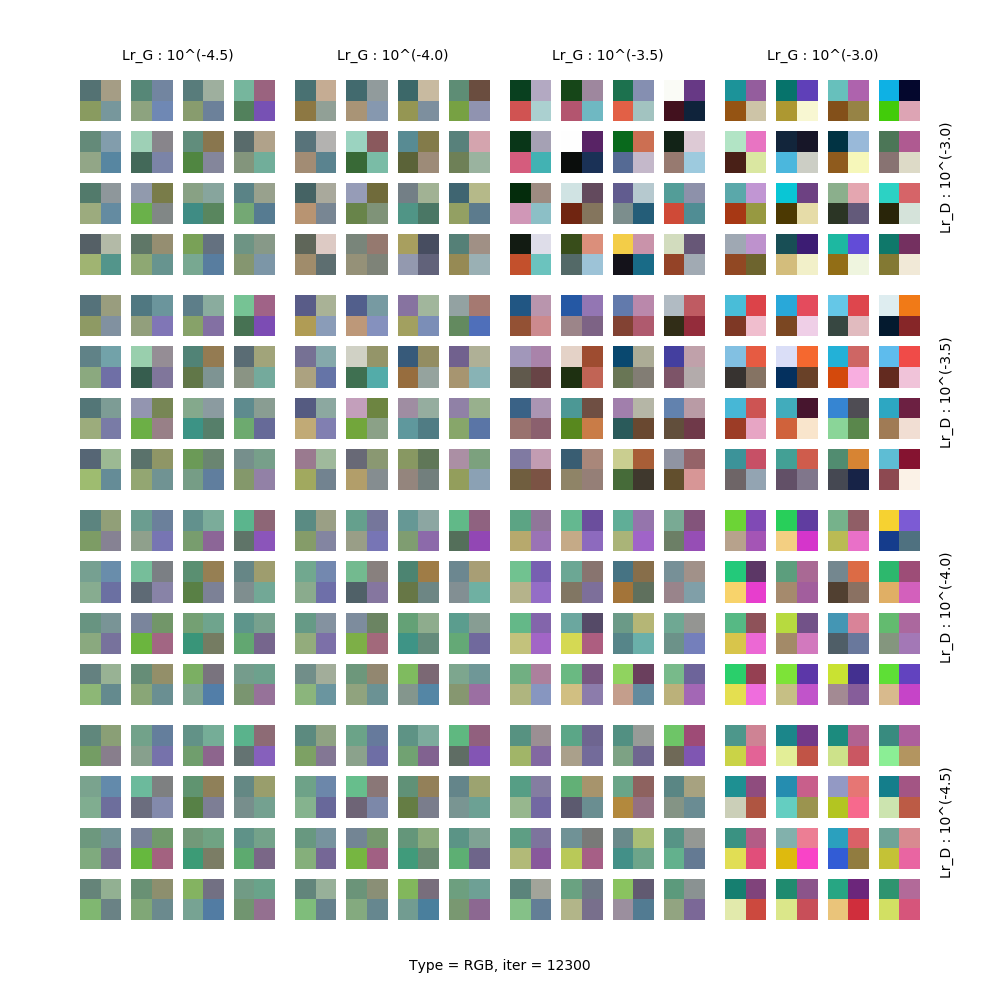 Lr_G : 10^(-4.5)
Lr_G : 10^(-4.0)
Lr_G : 10^(-3.5)
Lr_G : 10^(-3.0)
Lr_D : 10^(-3.0)
Lr_D : 10^(-3.5)
Lr_D : 10^(-4.0)
Lr_D : 10^(-4.5)
Type = RGB, iter = 12300